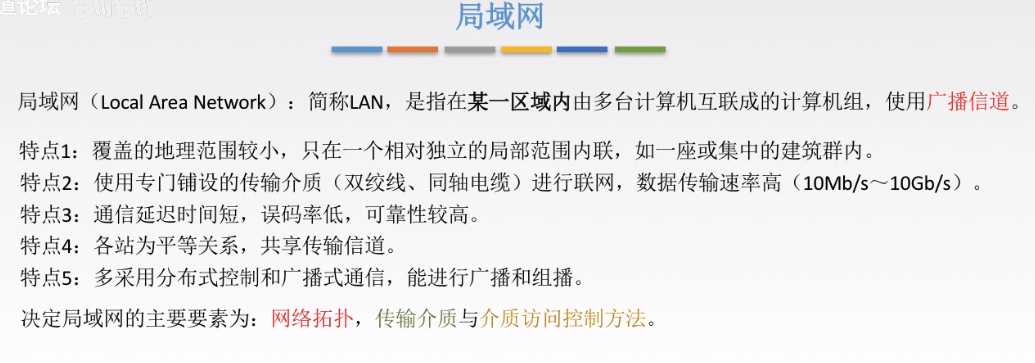 道论坛
局域网
局域网（Local Area Network）：简称LAN，是指在某一区域内由多台计算机互联成的计算机组，使用广播信道。
特点1：覆盖的地理范围较小，只在一个相对独立的局部范围内联，如一座或集中的建筑群内。
特点2：使用专门铺设的传输介质（双绞线、同轴电缆）进行联网，数据传输速率高（10Mb/s～10Gb/s）。
特点3：通信延迟时间短，误码率低，可靠性较高。
特点4：各站为平等关系，共享传输信道。
特点5：多采用分布式控制和广播式通信，能进行广播和组播。
决定局域网的主要要素为：网络拓扑，传输介质与介质访问控制方法。